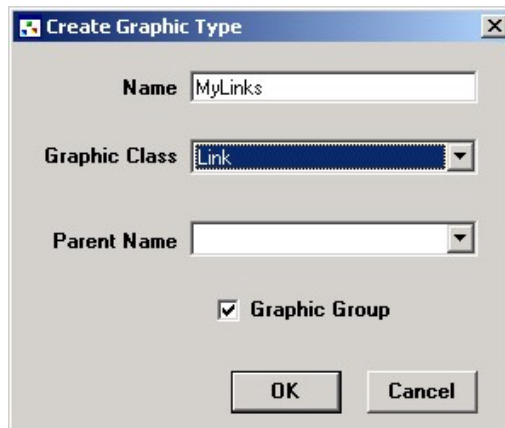 Create Graphic Type
Name MyLinks
Graphic Class Link
Parent Name
Graphic Group
OK Cancel